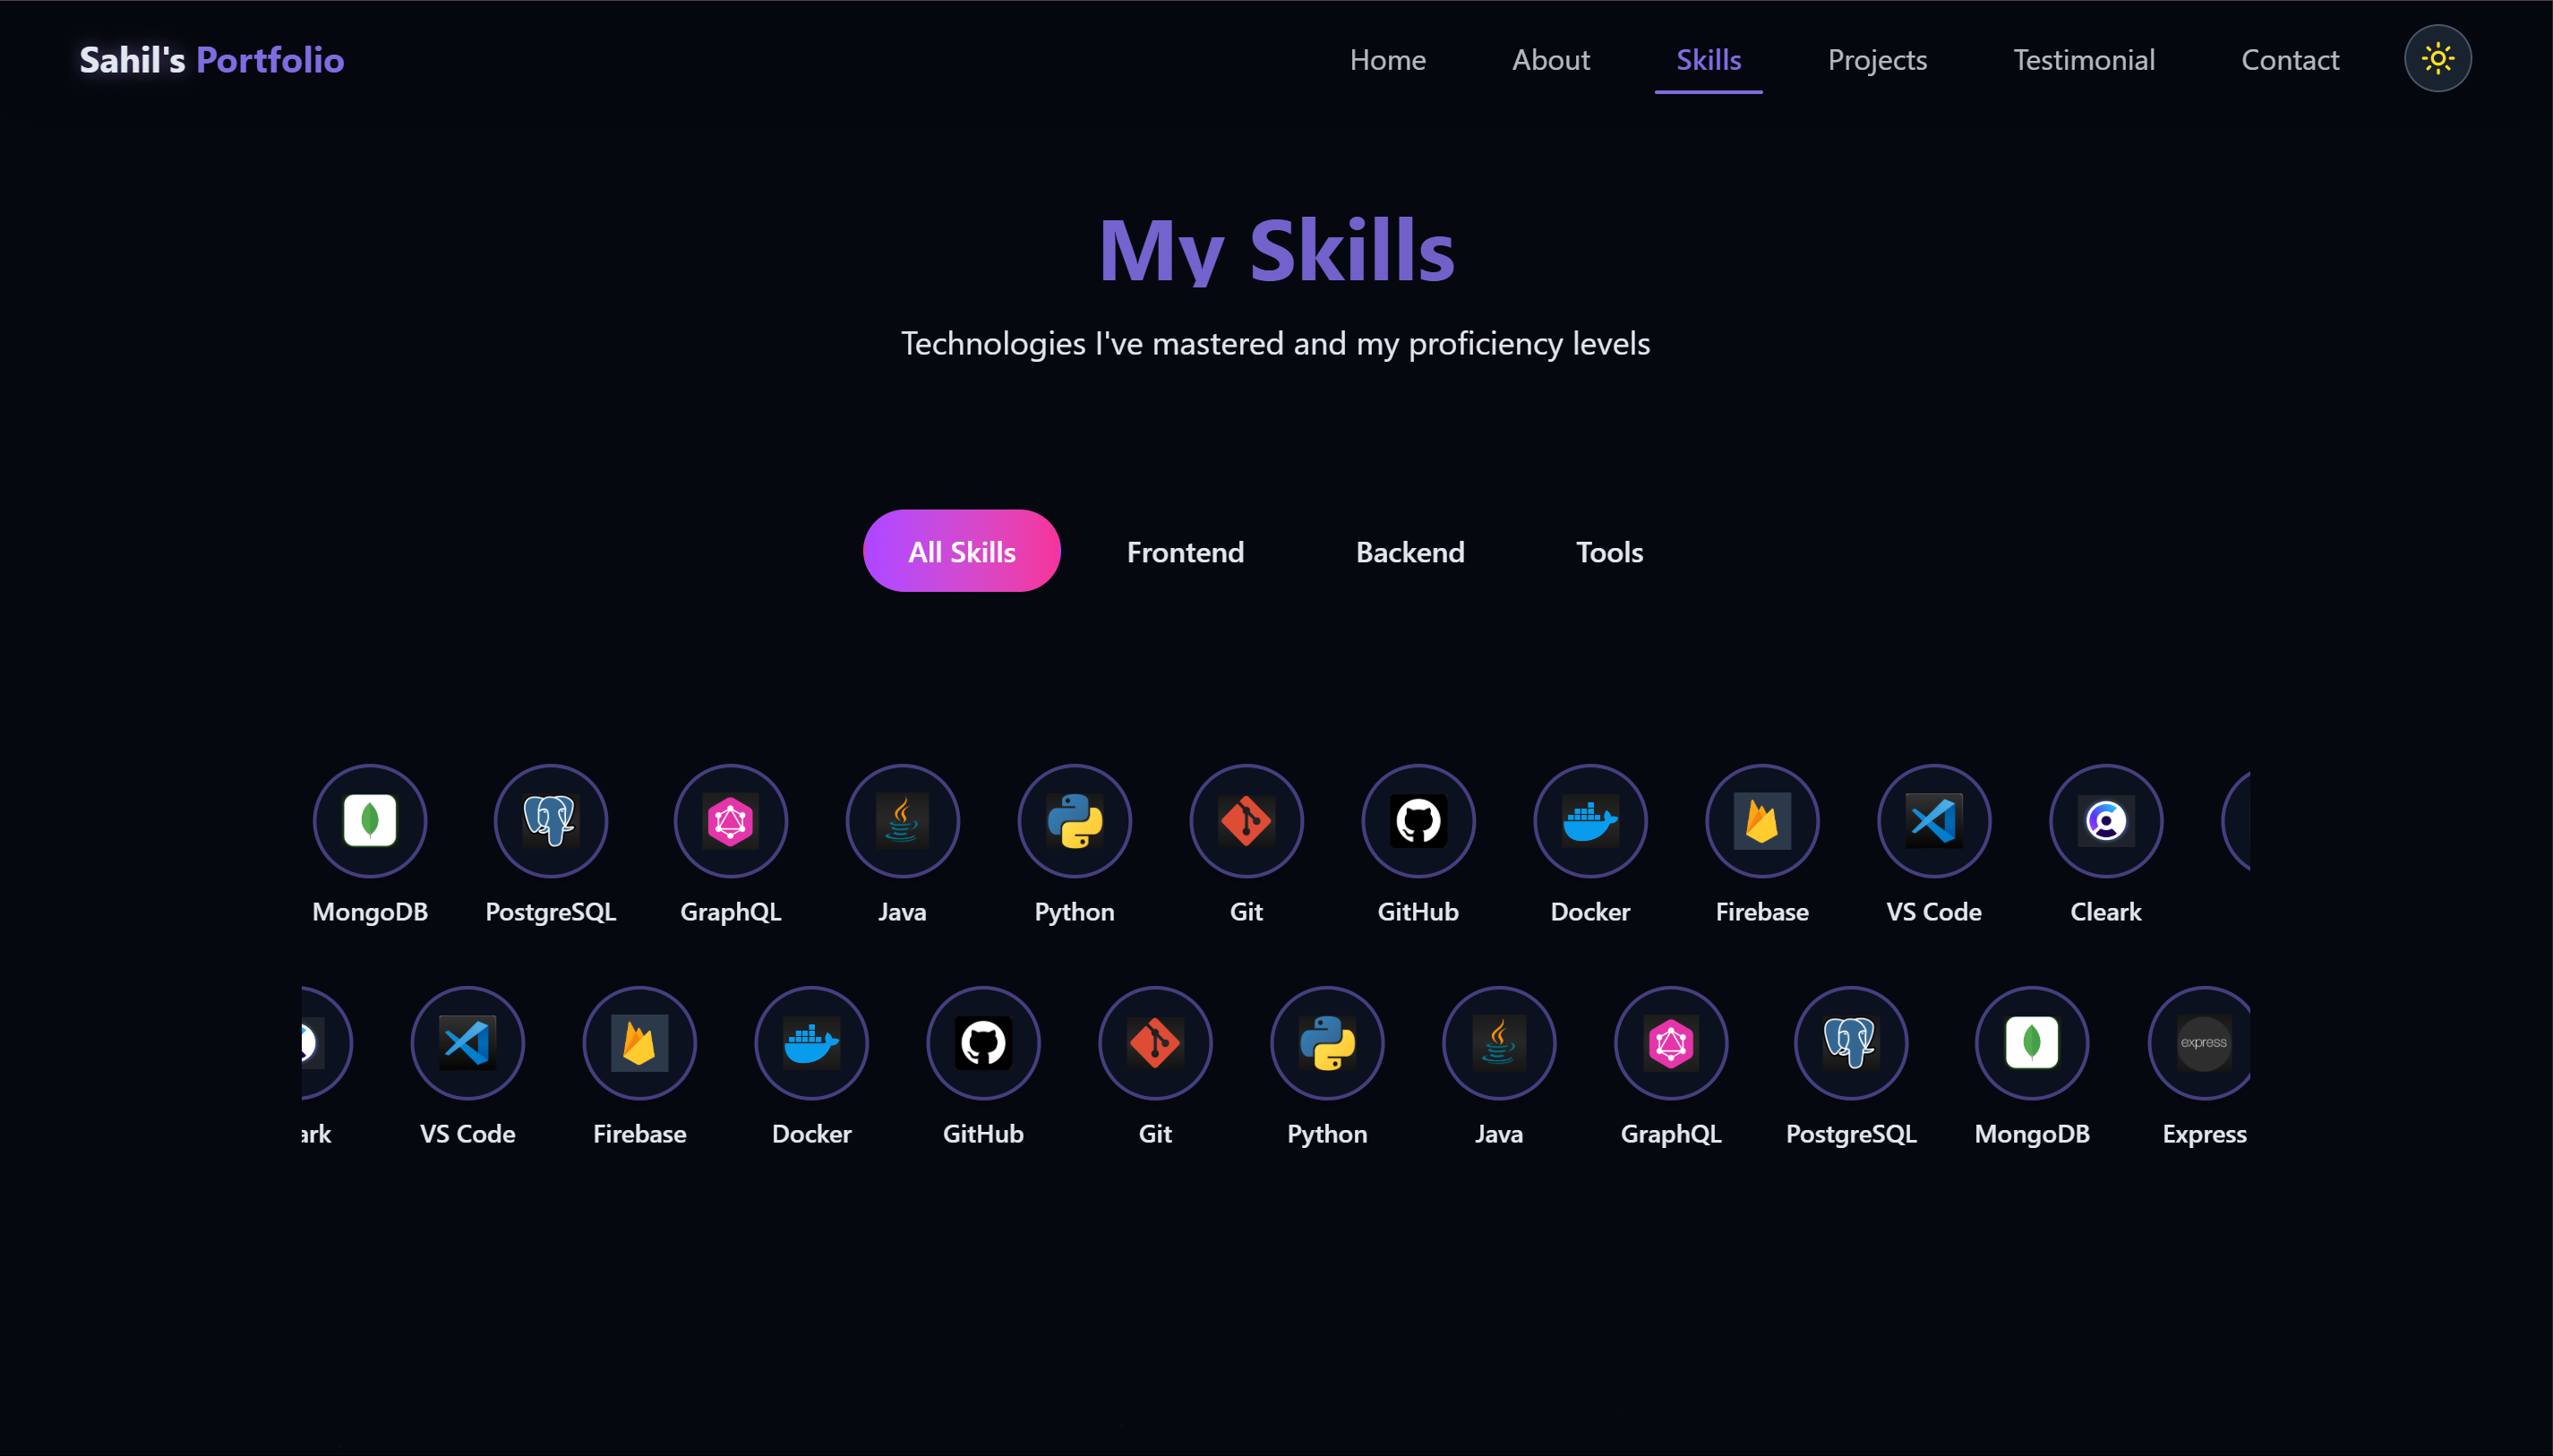 Sahil's Portfolio Home About Skills Projects Testimonial Contact
My Skills
Technologies I've mastered and my proficiency levels
All Skills Frontend Backend Tools
MongoDB PostgreSQL GraphQL Java Python Git GitHub Docker Firebase VS Code Cleark
express
ark VS Code Firebase Docker GitHub Git Python Java GraphQL PostgreSQL MongoDB Express